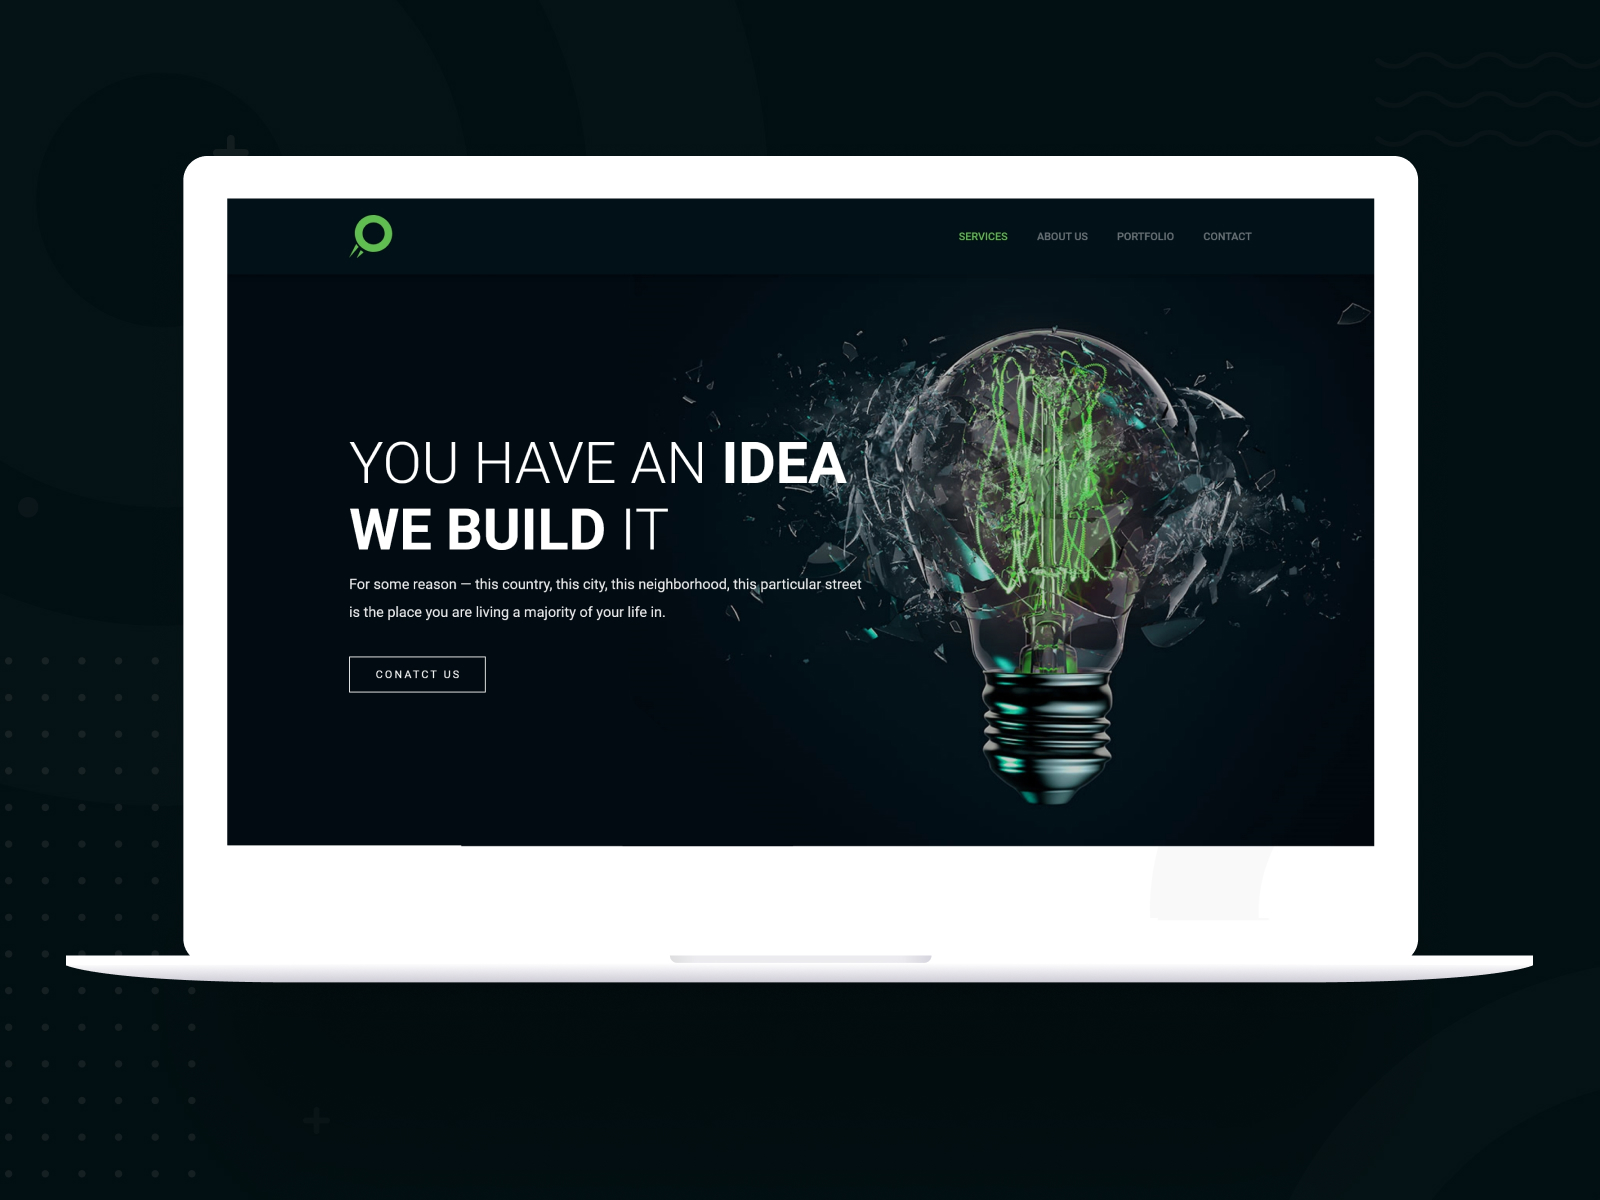 SERVICES ABOUT US PORTFOLIO CONTACT
YOU HAVE AN IDEA
WE BUILD IT
For some reason — this country, this city, this neighborhood, this particular street
is the place you are living a majority of your life in.
CONATCT US